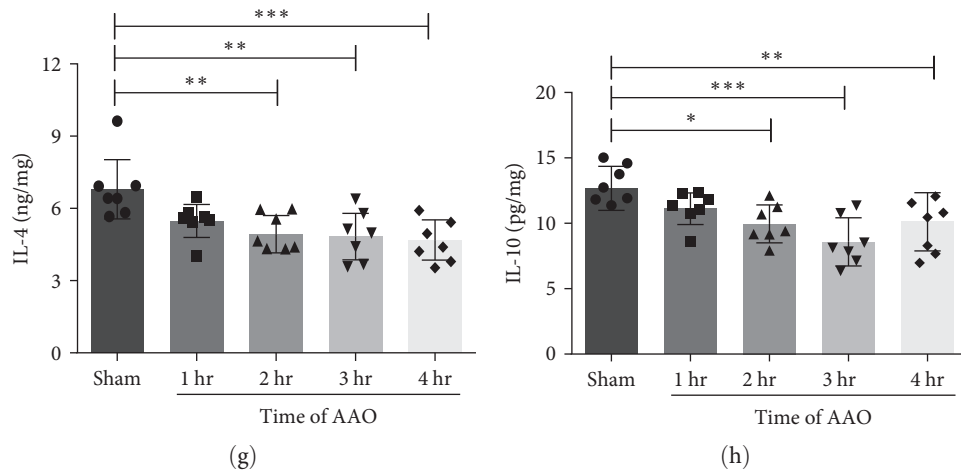 ***
**
**
12
9
6
3
0
IL-4 (ng/mg)
Sham
1 hr
2 hr
3 hr
4 hr
Time of AAO
(g)
**
***
*
20
15
10
5
0
IL-10 (pg/mg)
Sham
1 hr
2 hr
3 hr
4 hr
Time of AAO
(h)